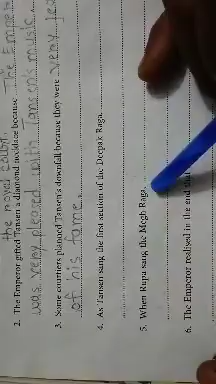 the royal court.
2. The Emperor gifted Tansen a diamond necklace because The Empero
was very pleased with Tansen's music.
3. Some courtiers planned Tansen's downfall because they were very jea
of his fame.
4. As Tansen sang the first section of the Deepak Raga,
5. When Rupa sang the Megh Raga,
6. The Emperor realised in the end that